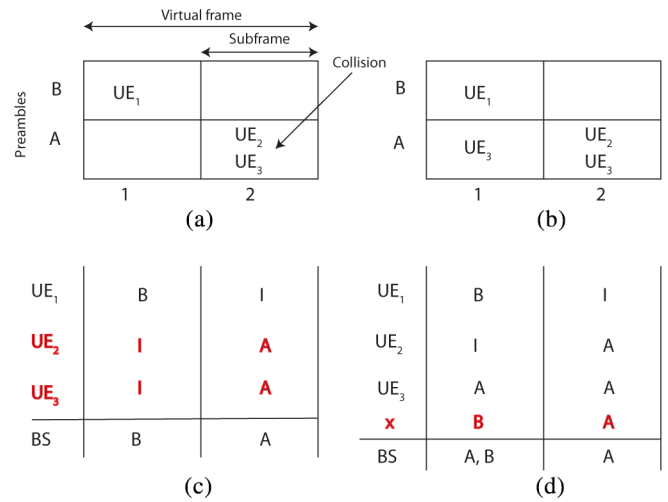 Virtual frame
Subframe
Collision
Preambles
B
UE₁
A
UE₂
UE₃
1
2
(a)
B
UE₁
A
UE₃
UE₂
UE₃
1
2
(b)
UE₁ B I
UE₂ I A
UE₃ I A
BS B A
(c)
UE₁ B I
UE₂ I A
UE₃ A A
x B A
BS A, B A
(d)